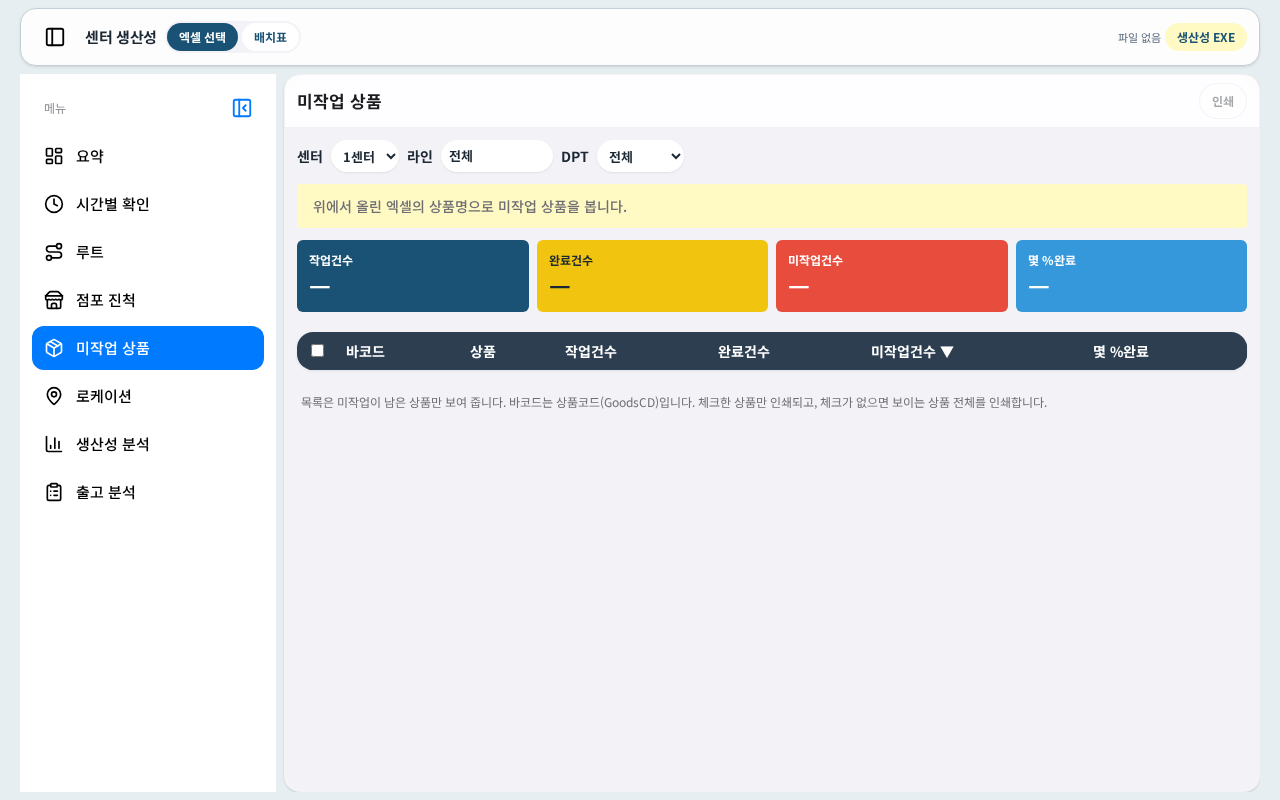 센터 생산성 엑셀 선택 배치표 파일 없음 생산성 EXE
메뉴
요약
시간별 확인
루트
점포 진척
미작업 상품
로케이션
생산성 분석
출고 분석
미작업 상품 인쇄
센터 1센터 라인 전체 DPT 전체
위에서 올린 엑셀의 상품명으로 미작업 상품을 봅니다.
작업건수 완료건수 미작업건수 몇 %완료
— — — —
바코드 상품 작업건수 완료건수 미작업건수 ▼ 몇 %완료
목록은 미작업이 남은 상품만 보여 줍니다. 바코드는 상품코드(GoodsCD)입니다. 체크한 상품만 인쇄되고, 체크가 없으면 보이는 상품 전체를 인쇄합니다.